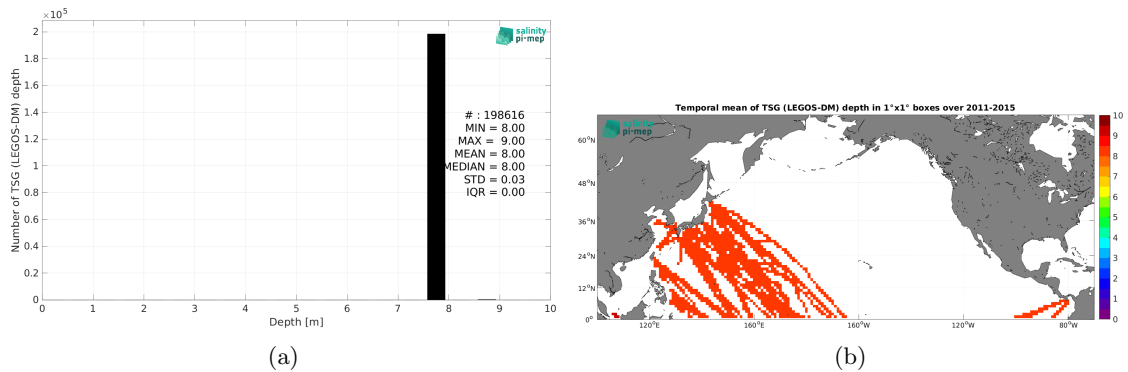 ×10⁵
2
1.8
1.6
1.4
1.2
1
0.8
0.6
0.4
0.2
0
Number of TSG (LEGOS-DM) depth
salinity
pi-mep
# : 198616
MIN = 8.00
MAX = 9.00
MEAN = 8.00
MEDIAN = 8.00
STD = 0.03
IQR = 0.00
0 1 2 3 4 5 6 7 8 9 10
Depth [m]
(a)
Temporal mean of TSG (LEGOS-DM) depth in 1°x1° boxes over 2011-2015
salinity
pi-mep
60°N
48°N
36°N
24°N
12°N
0°
120°E 160°E 160°W 120°W 80°W
10
9
8
7
6
5
4
3
2
1
0
(b)